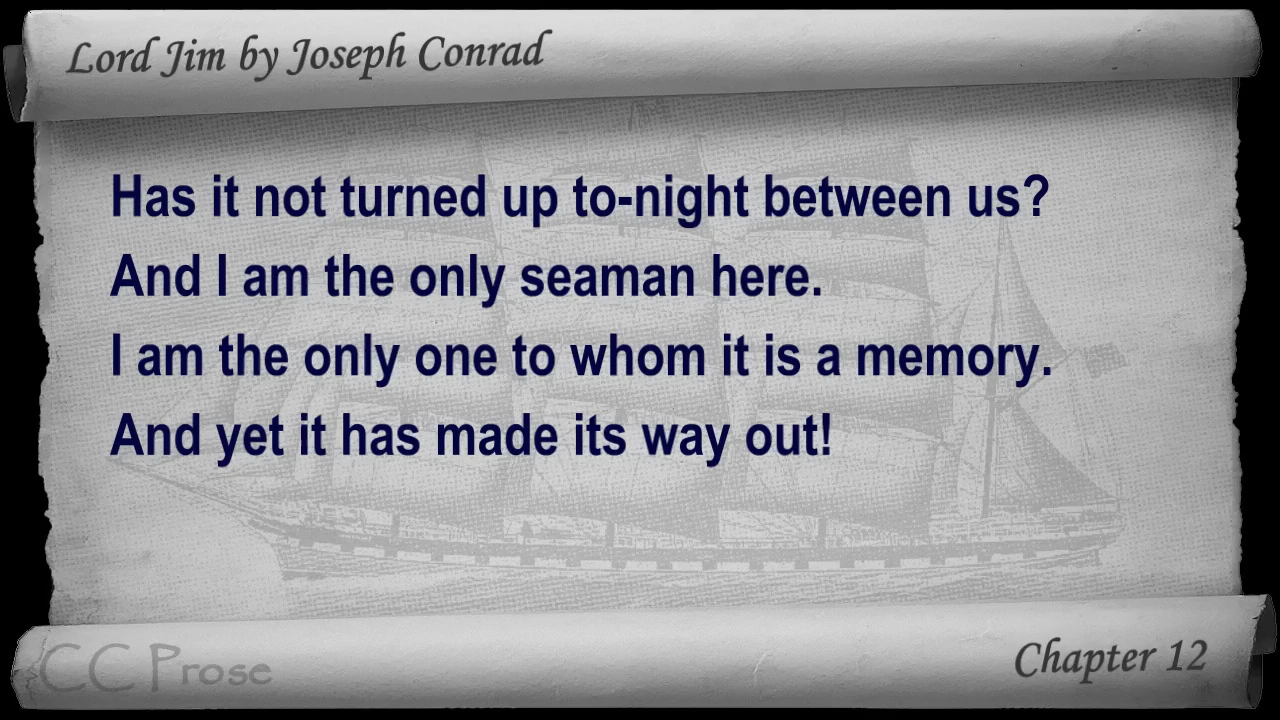 Lord Jim by Joseph Conrad
Has it not turned up to-night between us?
And I am the only seaman here.
I am the only one to whom it is a memory.
And yet it has made its way out!
CC Prose
Chapter 12